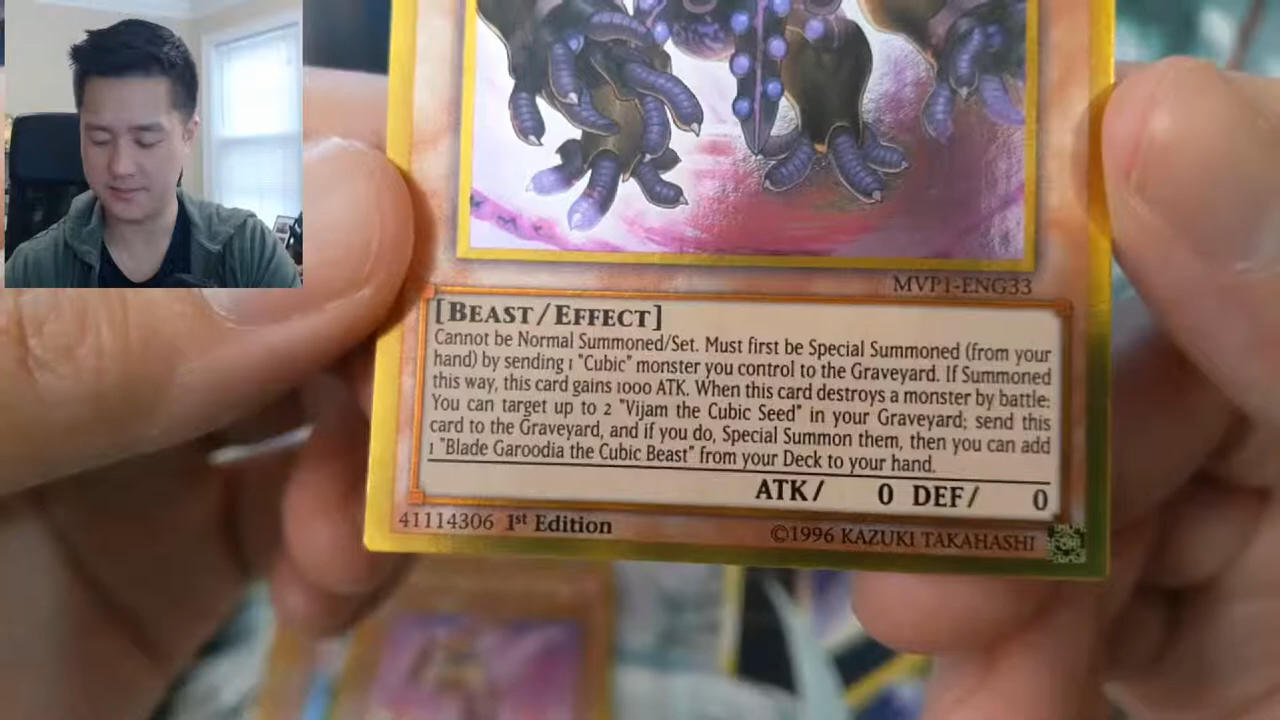 MVP1-ENG33
[BEAST/EFFECT]
Cannot be Normal Summoned/Set. Must first be Special Summoned (from your
hand) by sending 1 "Cubic" monster you control to the Graveyard. If Summoned
this way, this card gains 1000 ATK. When this card destroys a monster by battle:
You can target up to 2 "Vijam the Cubic Seed" in your Graveyard; send this
card to the Graveyard, and if you do, Special Summon them, then you can add
1 "Blade Garoodia the Cubic Beast" from your Deck to your hand.
ATK/ 0 DEF/ 0
41114306 1st Edition ©1996 KAZUKI TAKAHASHI